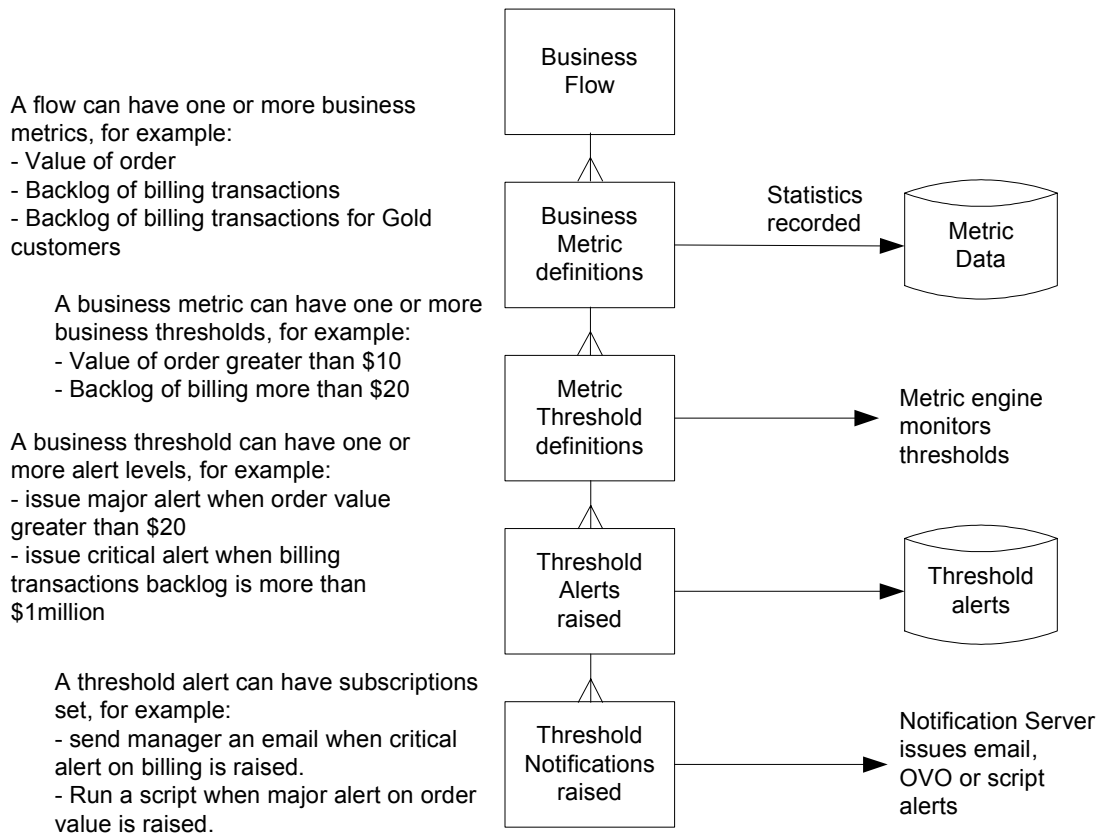 Business
Flow
A flow can have one or more business
metrics, for example:
- Value of order
- Backlog of billing transactions
- Backlog of billing transactions for Gold
customers
Business
Metric
definitions
Statistics
recorded
Metric
Data
A business metric can have one or more
business thresholds, for example:
- Value of order greater than $10
- Backlog of billing more than $20
Metric
Threshold
definitions
Metric engine
monitors
thresholds
A business threshold can have one or
more alert levels, for example:
- issue major alert when order value
greater than $20
- issue critical alert when billing
transactions backlog is more than
$1million
Threshold
Alerts
raised
Threshold
alerts
A threshold alert can have subscriptions
set, for example:
- send manager an email when critical
alert on billing is raised.
- Run a script when major alert on order
value is raised.
Threshold
Notifications
raised
Notification Server
issues email,
OVO or script
alerts